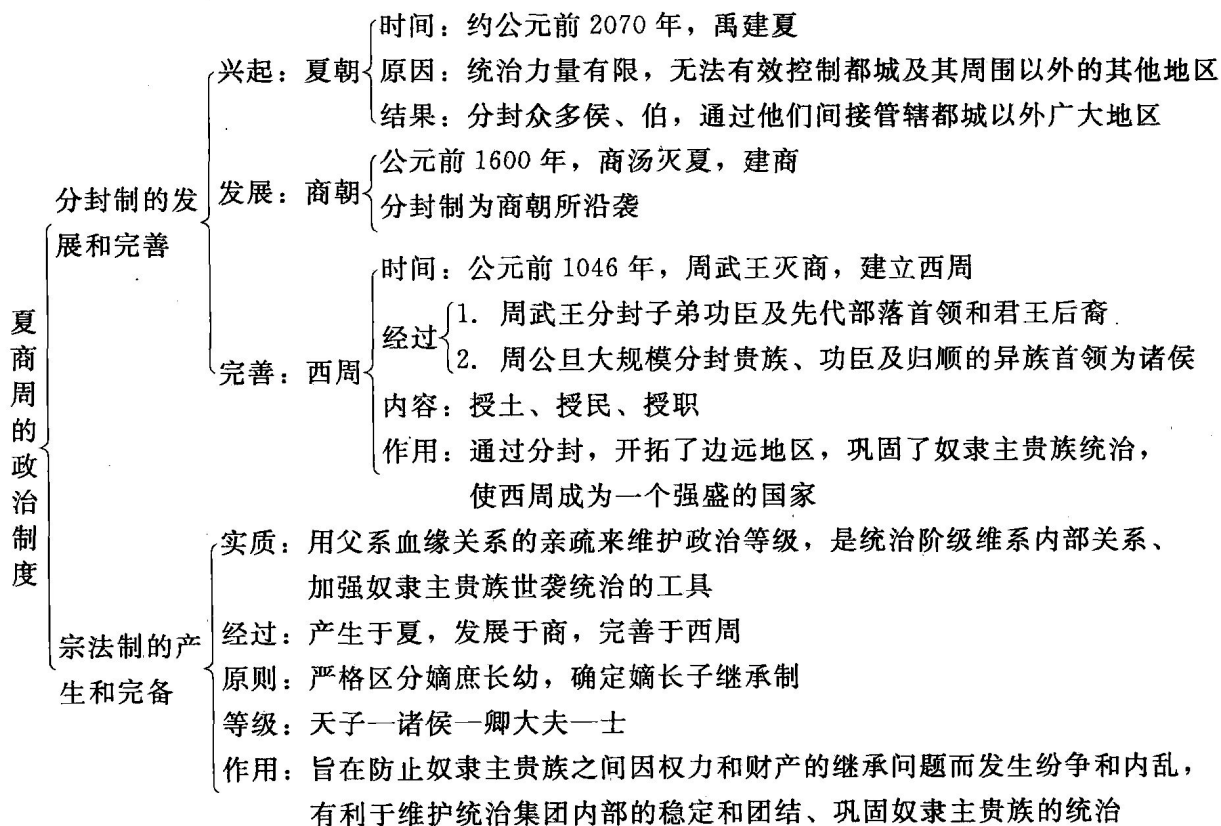 时间：约公元前 2070 年，禹建夏
兴起：夏朝
原因：统治力量有限，无法有效控制都城及其周围以外的其他地区
结果：分封众多侯、伯，通过他们间接管辖都城以外广大地区
分封制的发
展和完善
发展：商朝
公元前 1600 年，商汤灭夏，建商
分封制为商朝所沿袭
时间：公元前 1046 年，周武王灭商，建立西周
经过
1. 周武王分封子弟功臣及先代部落首领和君王后裔
2. 周公旦大规模分封贵族、功臣及归顺的异族首领为诸侯
完善：西周
内容：授土、授民、授职
作用：通过分封，开拓了边远地区，巩固了奴隶主贵族统治，
使西周成为一个强盛的国家
夏商周的政治制度
实质：用父系血缘关系的亲疏来维护政治等级，是统治阶级维系内部关系、
加强奴隶主贵族世袭统治的工具
宗法制的产
生和完备
经过：产生于夏，发展于商，完善于西周
原则：严格区分嫡庶长幼，确定嫡长子继承制
等级：天子—诸侯—卿大夫—士
作用：旨在防止奴隶主贵族之间因权力和财产的继承问题而发生纷争和内乱，
有利于维护统治集团内部的稳定和团结、巩固奴隶主贵族的统治